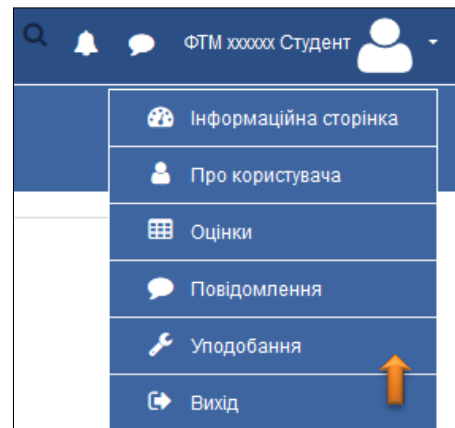 ФТМ xxxxxx Студент
Інформаційна сторінка
Про користувача
Оцінки
Повідомлення
Уподобання
Вихід